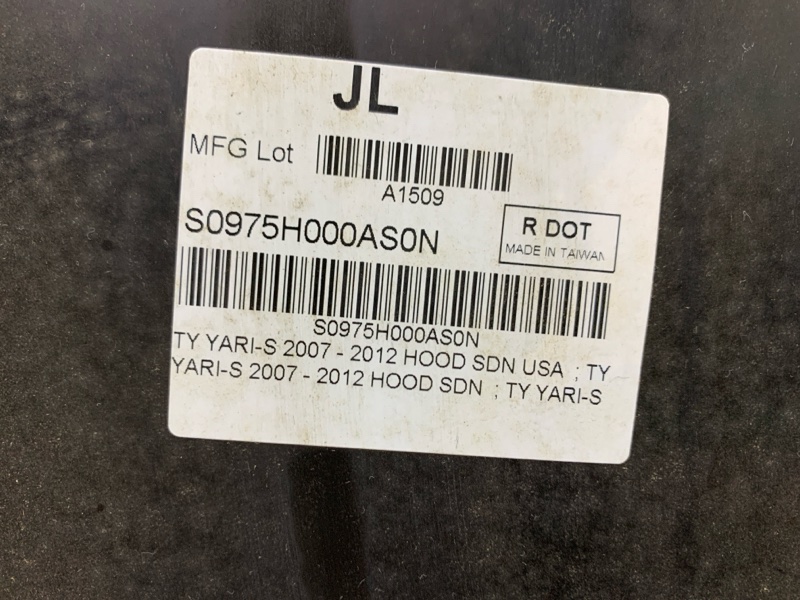 JL
MFG Lot
A1509
S0975H000AS0N
R DOT
MADE IN TAIWAN
S0975H000AS0N
TY YARI-S 2007 - 2012 HOOD SDN USA ; TY
YARI-S 2007 - 2012 HOOD SDN ; TY YARI-S